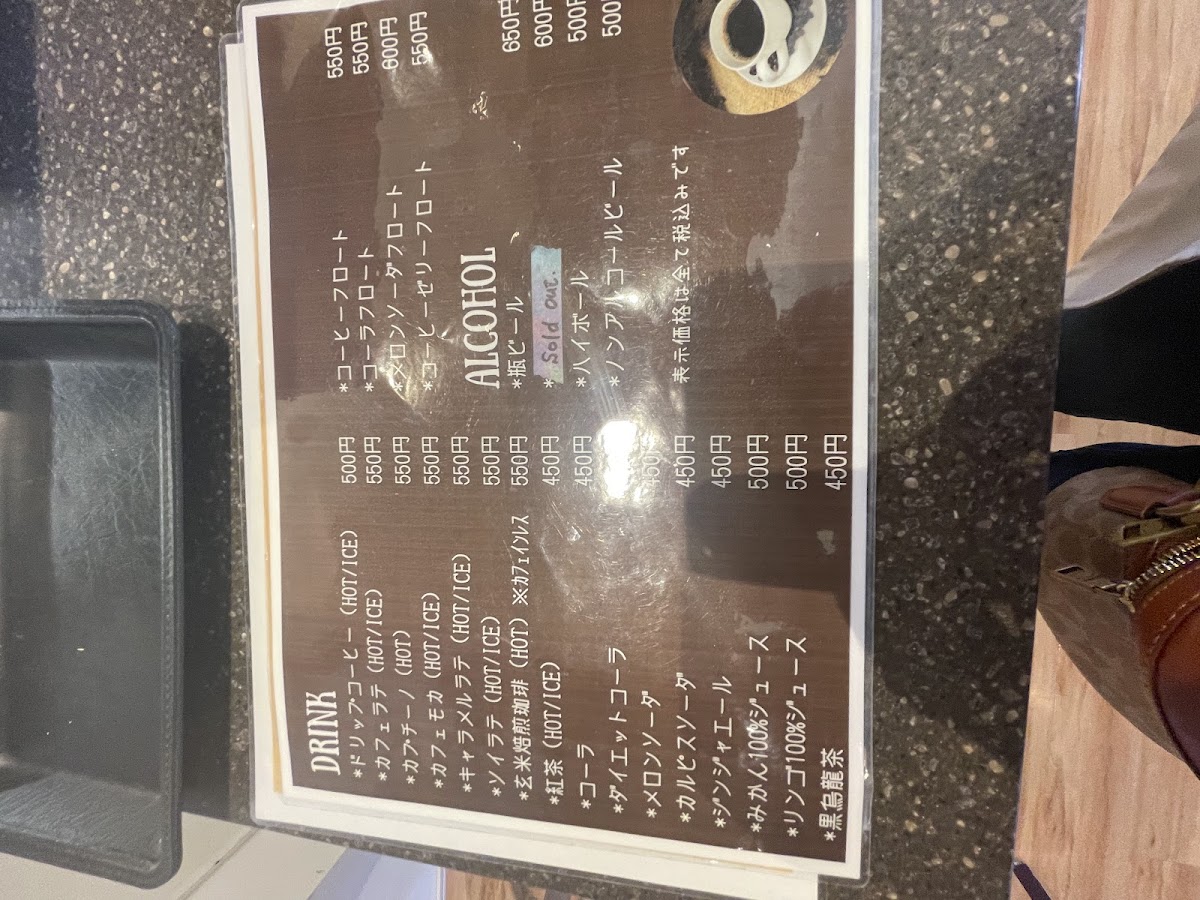 DRINK
*ドリップコーヒー (HOT/ICE) 500円
*カフェラテ (HOT/ICE) 550円
*カプチーノ (HOT) 550円
*カフェモカ (HOT/ICE) 550円
*キャラメルラテ (HOT/ICE) 550円
*ソイラテ (HOT/ICE) 550円
*玄米焙煎珈琲 (HOT) ※カフェインレス 550円
*紅茶 (HOT/ICE) 450円
*コーラ 450円
*ダイエットコーラ
*メロンソーダ 450円
*カルピスソーダ 450円
*ジンジャエール 450円
*みかん100%ジュース 500円
*リンゴ100%ジュース 500円
*黒烏龍茶 450円
*コーヒーフロート 550円
*コーラフロート 550円
*メロンソーダフロート 600円
*コーヒーゼリーフロート 550円
ALCOHOL
*瓶ビール 650円
* Sold out. 600円
*ハイボール 500円
*ノンアルコールビール 500
表示価格は全て税込みです